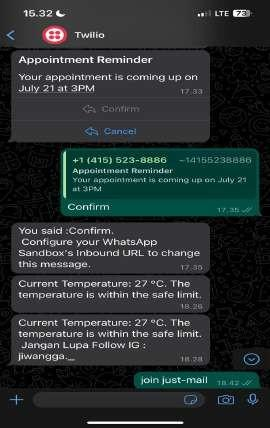 15.32
LTE 73
Twilio
Appointment Reminder
Your appointment is coming up on
July 21 at 3PM
17.33
Confirm
Cancel
+1 (415) 523-8886 ~14155238886
Appointment Reminder
Your appointment is coming up on July 21
at 3PM
Confirm
17.35
You said :Confirm.
Configure your WhatsApp
Sandbox's Inbound URL to change
this message.
17.35
Current Temperature: 27 °C. The
temperature is within the safe limit.
18.26
Current Temperature: 27 °C. The
temperature is within the safe limit.
Jangan Lupa Follow IG :
jiwangga._
18.28
join just-mail 18.42